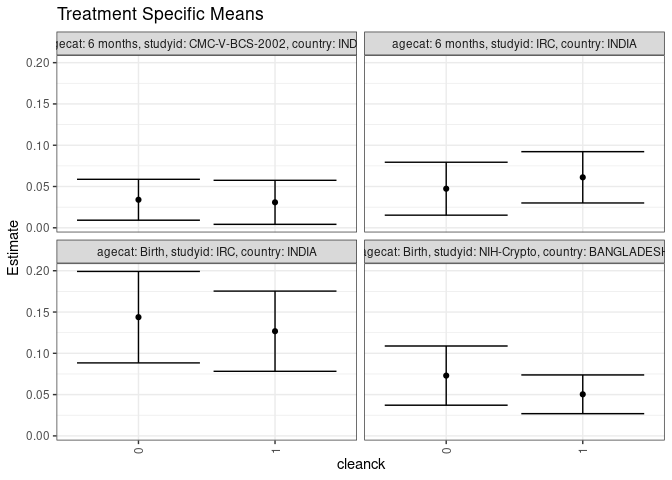 Treatment Specific Means
agecat: 6 months, studyid: CMC-V-BCS-2002, country: IND
agecat: 6 months, studyid: IRC, country: INDIA
0.20
0.15
0.10
0.05
0.00
agecat: Birth, studyid: IRC, country: INDIA
agecat: Birth, studyid: NIH-Crypto, country: BANGLADESH
0.20
0.15
0.10
0.05
0.00
Estimate
0
1
0
1
cleanck